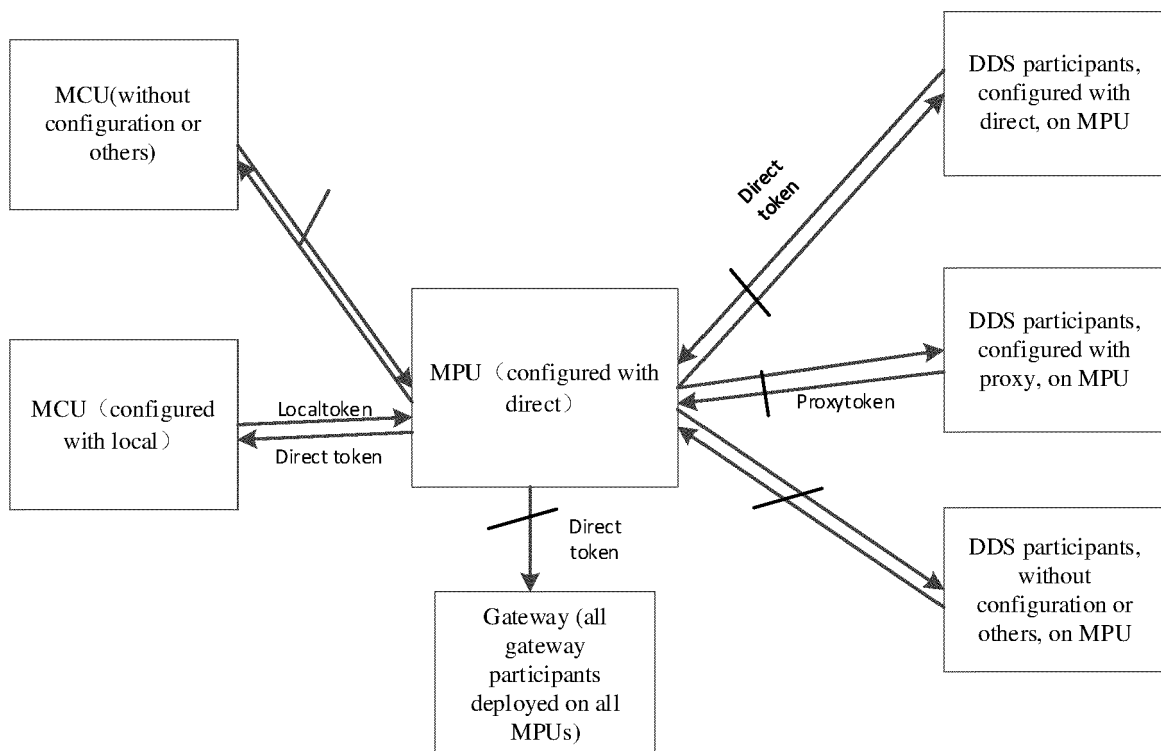 MCU(without
configuration or
others)
MCU（configured
with local）
Localtoken
Direct token
MPU（configured with
direct）
Direct
token
Gateway (all
gateway
participants
deployed on all
MPUs)
Direct
token
Proxytoken
DDS participants,
configured with
direct, on MPU
DDS participants,
configured with
proxy, on MPU
DDS participants,
without
configuration or
others, on MPU